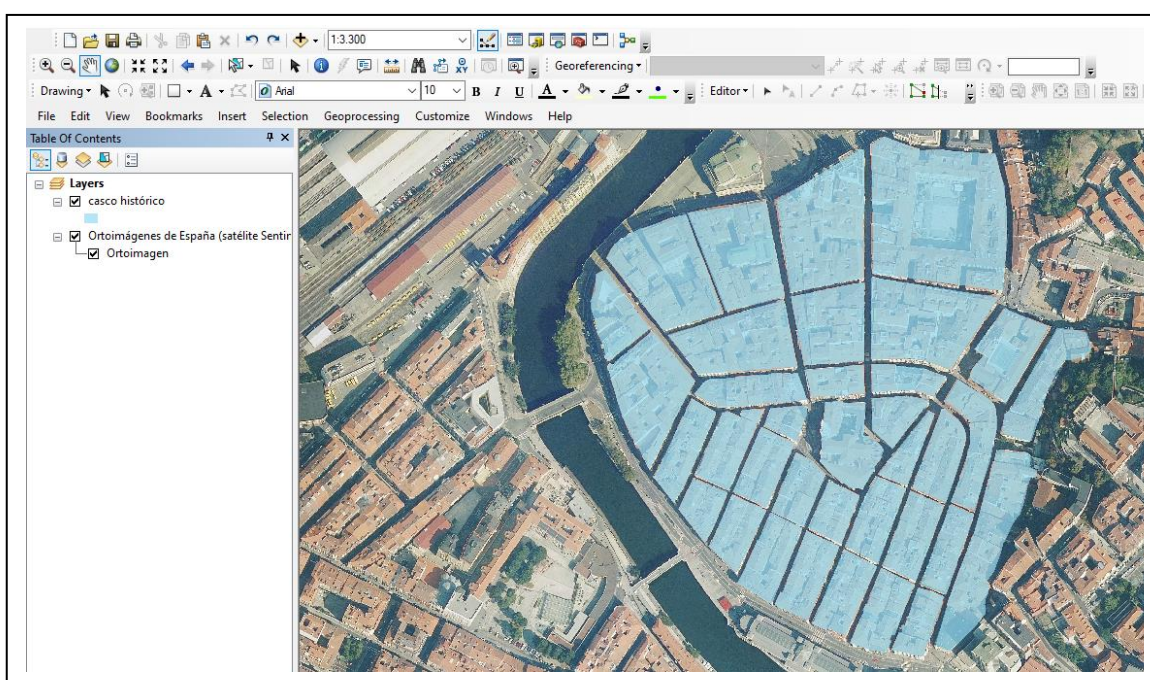 1:3.300
Georeferencing
Drawing A Arial 10 B I U A Editor
File Edit View Bookmarks Insert Selection Geoprocessing Customize Windows Help
Table Of Contents
Layers
casco histórico
Ortoimágenes de España (satélite Sentir
Ortoimagen